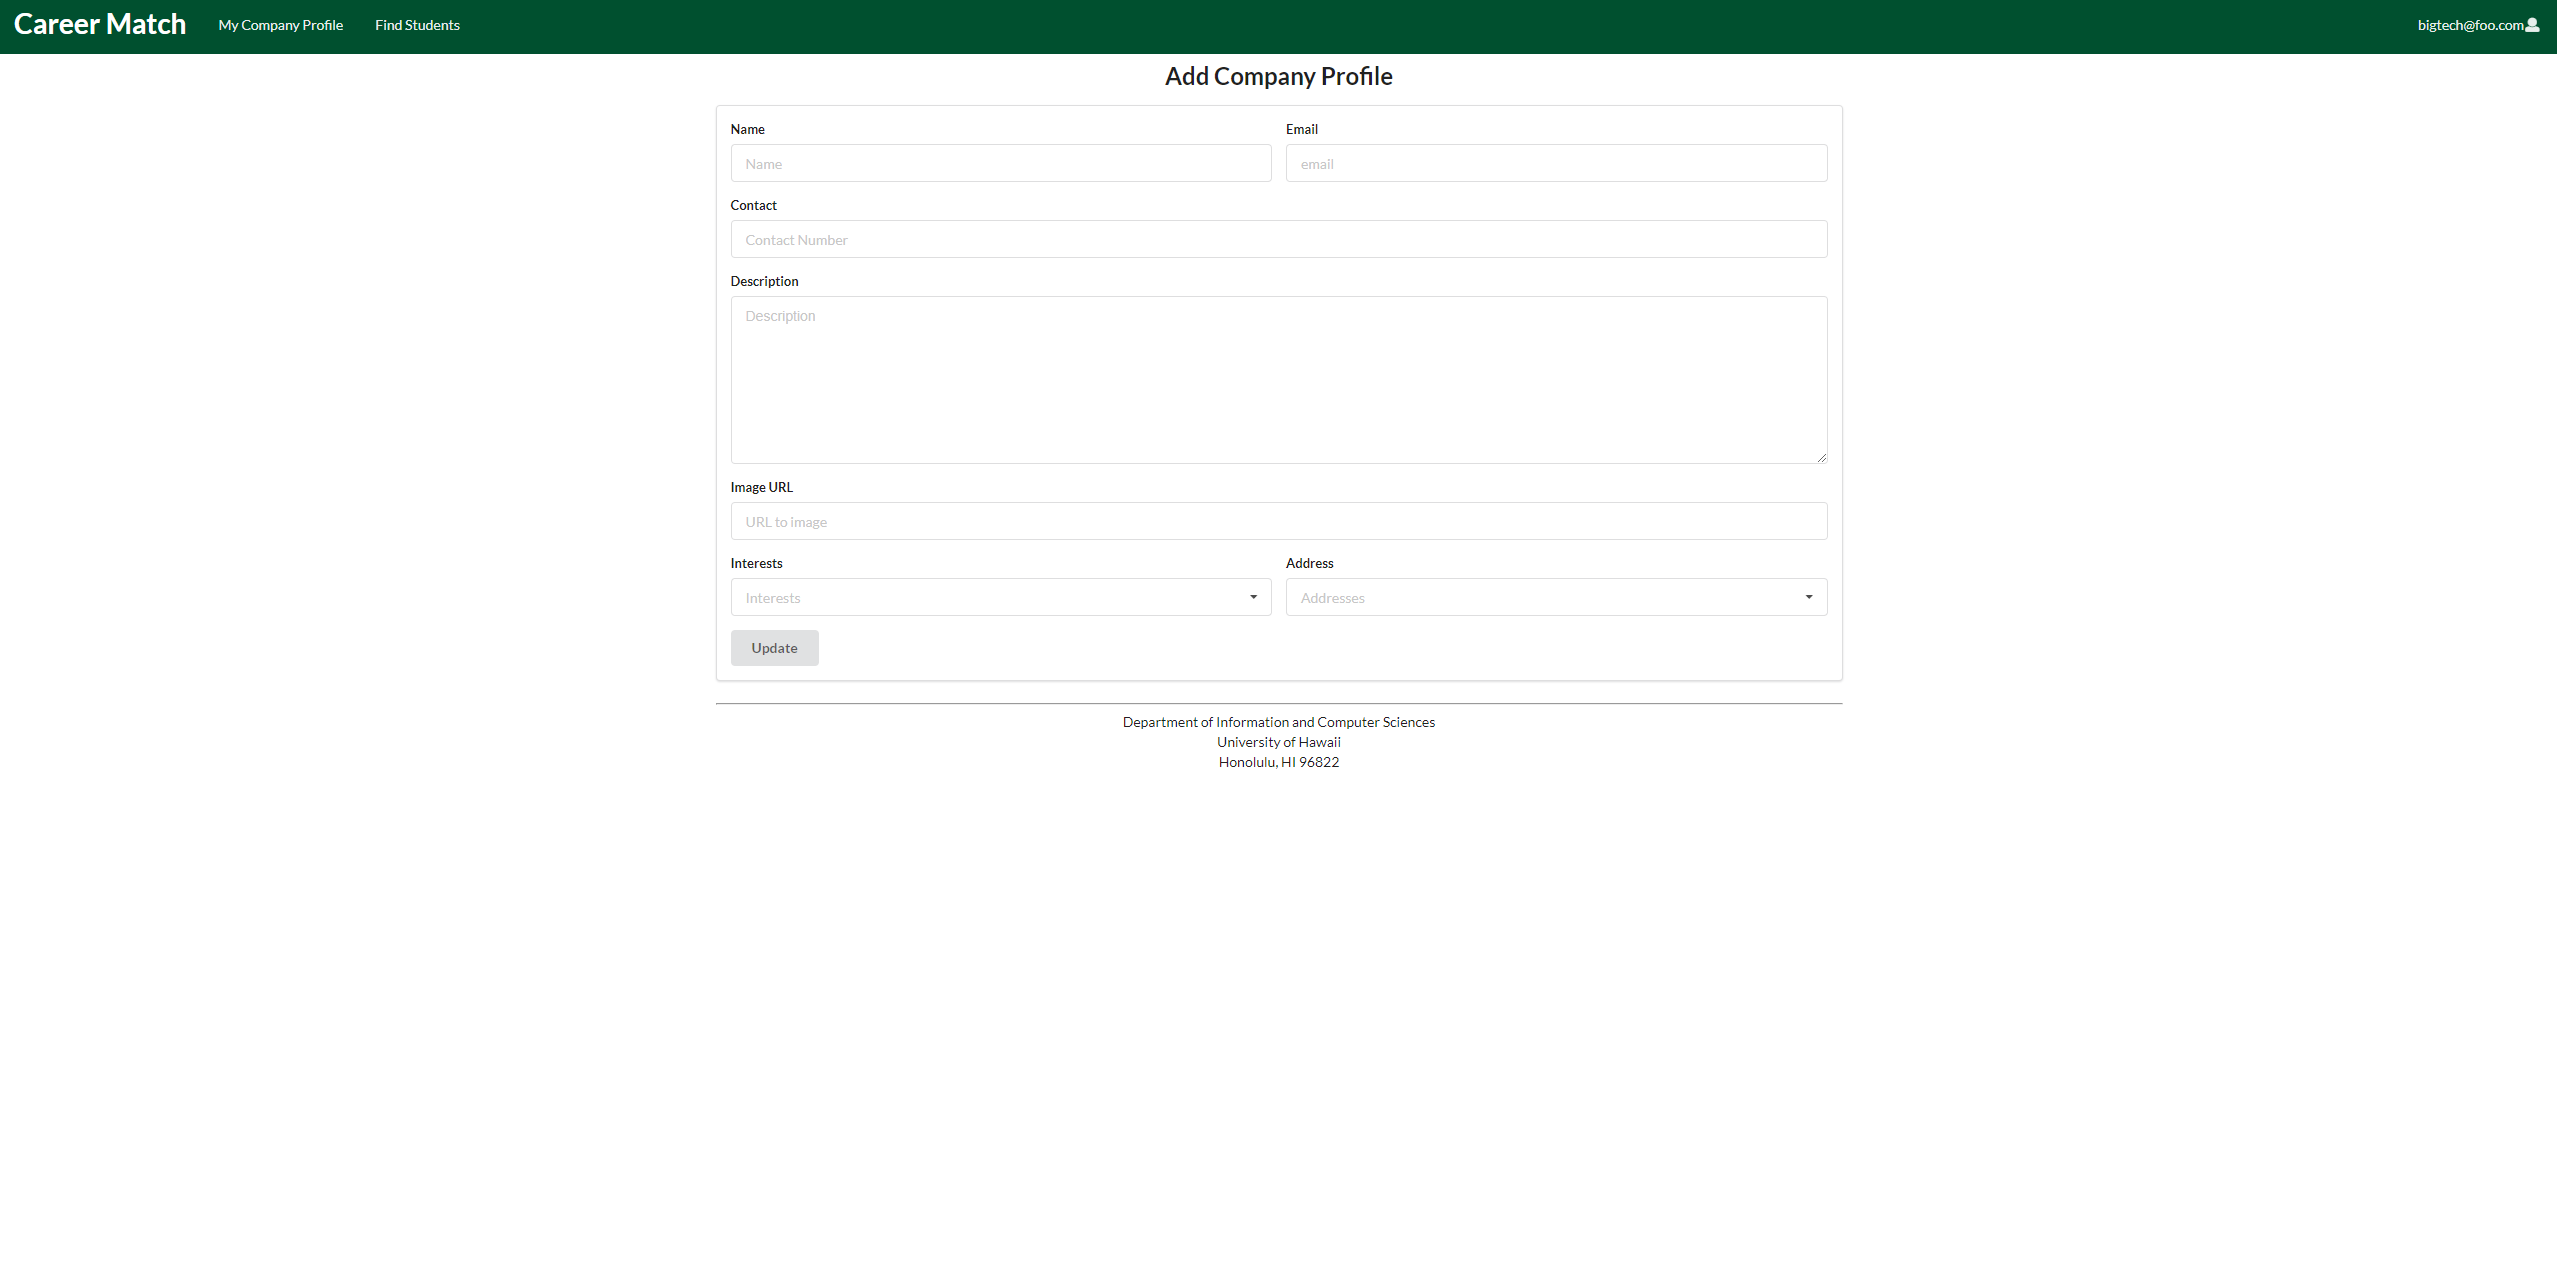 Career Match My Company Profile Find Students bigtech@foo.com
Add Company Profile
Name Email
Name email
Contact
Contact Number
Description
Description
Image URL
URL to image
Interests Address
Interests Addresses
Update
Department of Information and Computer Sciences
University of Hawaii
Honolulu, HI 96822